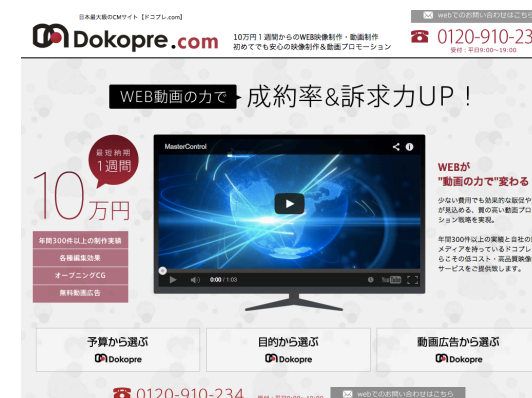 日本最大級のCMサイト【ドコプレ.com】
Dokopre.com
10万円1週間からのWEB映像制作・動画制作
初めてでも安心の映像制作&動画プロモーション
webでのお問い合わせはこちら
0120-910-23
受付:平日9:00~19:00
WEB動画の力で 成約率&訴求力UP!
最短納期
1週間
10万円
年間300件以上の制作実績
各種編集効果
オープニングCG
無料動画広告
MasterControl
0:00 / 1:03
YouTube
WEBが
"動画の力で"変わる
少ない費用でも効果的な販促や
が見込める、質の高い動画プロ
ション戦略を実現。
年間300件以上の実績と自社の
メディアを持っているドコプレ
らこその低コスト・高品質映像
サービスをご提供致します。
予算から選ぶ
Dokopre
目的から選ぶ
Dokopre
動画広告から選ぶ
Dokopre
0120-910-234
受付:平日9:00~19:00
webでのお問い合わせはこちら